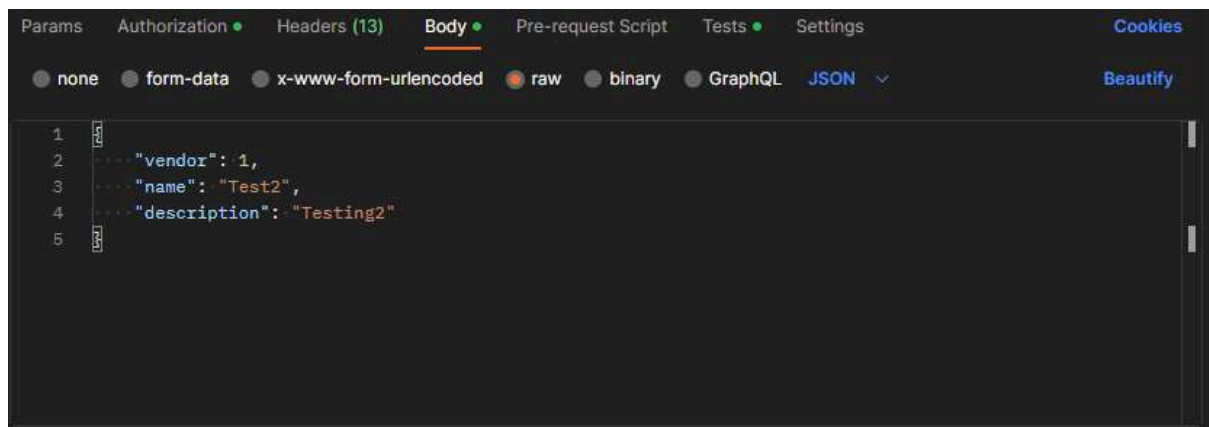 Params Authorization Headers (13) Body Pre-request Script Tests Settings Cookies
none form-data x-www-form-urlencoded raw binary GraphQL JSON Beautify
1 {
2 "vendor": 1,
3 "name": "Test2",
4 "description": "Testing2"
5 }